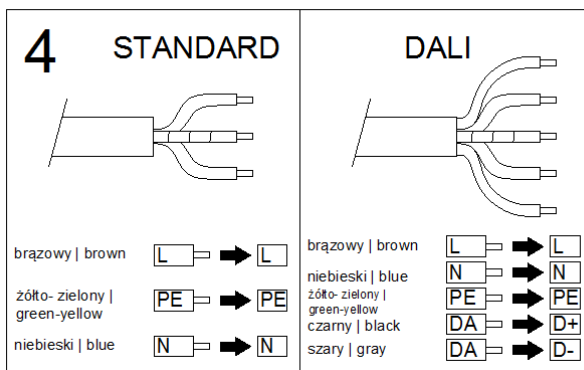 4 STANDARD
brązowy | brown L L
żółto- zielony |
green-yellow PE PE
niebieski | blue N N
DALI
brązowy | brown L L
niebieski | blue N N
żółto- zielony |
green-yellow PE PE
czarny | black DA D+
szary | gray DA D-